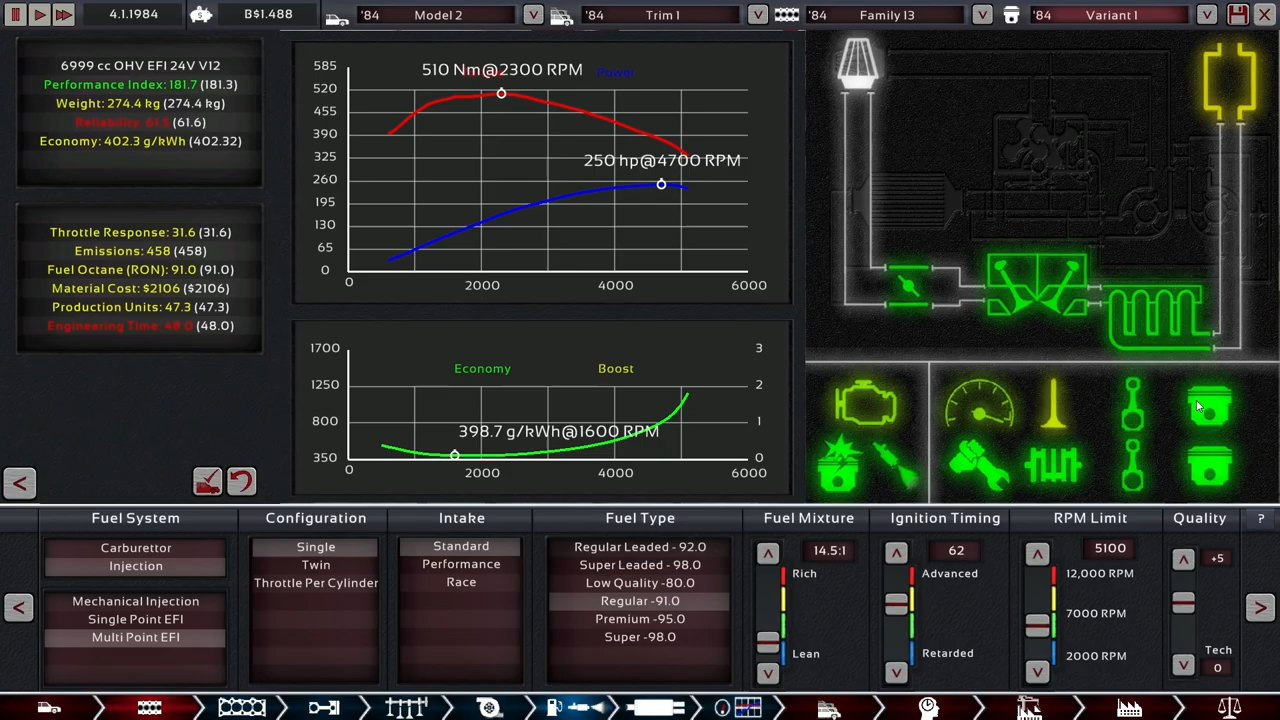 4.1.1984
B$1.488
'84 Model 2
'84 Trim 1
'84 Family 13
'84 Variant 1
6999 cc OHV EFI 24V V12
Performance Index: 181.7 (181.3)
Weight: 274.4 kg (274.4 kg)
Reliability: 61.5 (61.6)
Economy: 402.3 g/kWh (402.32)
Throttle Response: 31.6 (31.6)
Emissions: 458 (458)
Fuel Octane (RON): 91.0 (91.0)
Material Cost: $2106 ($2106)
Production Units: 47.3 (47.3)
Engineering Time: 48.0 (48.0)
585
520
455
390
325
260
195
130
65
0
510 Nm@2300 RPM
Power
250 hp@4700 RPM
0
2000
4000
6000
1700
1250
800
350
Economy
Boost
3
2
1
0
398.7 g/kWh@1600 RPM
0
2000
4000
6000
Fuel System
Carburettor
Injection
Mechanical Injection
Single Point EFI
Multi Point EFI
Configuration
Single
Twin
Throttle Per Cylinder
Intake
Standard
Performance
Race
Fuel Type
Regular Leaded - 92.0
Super Leaded - 98.0
Low Quality -80.0
Regular -91.0
Premium -95.0
Super -98.0
Fuel Mixture
14.5:1
Rich
Lean
Ignition Timing
62
Advanced
Retarded
RPM Limit
5100
12,000 RPM
7000 RPM
2000 RPM
Quality
+5
Tech
0
?